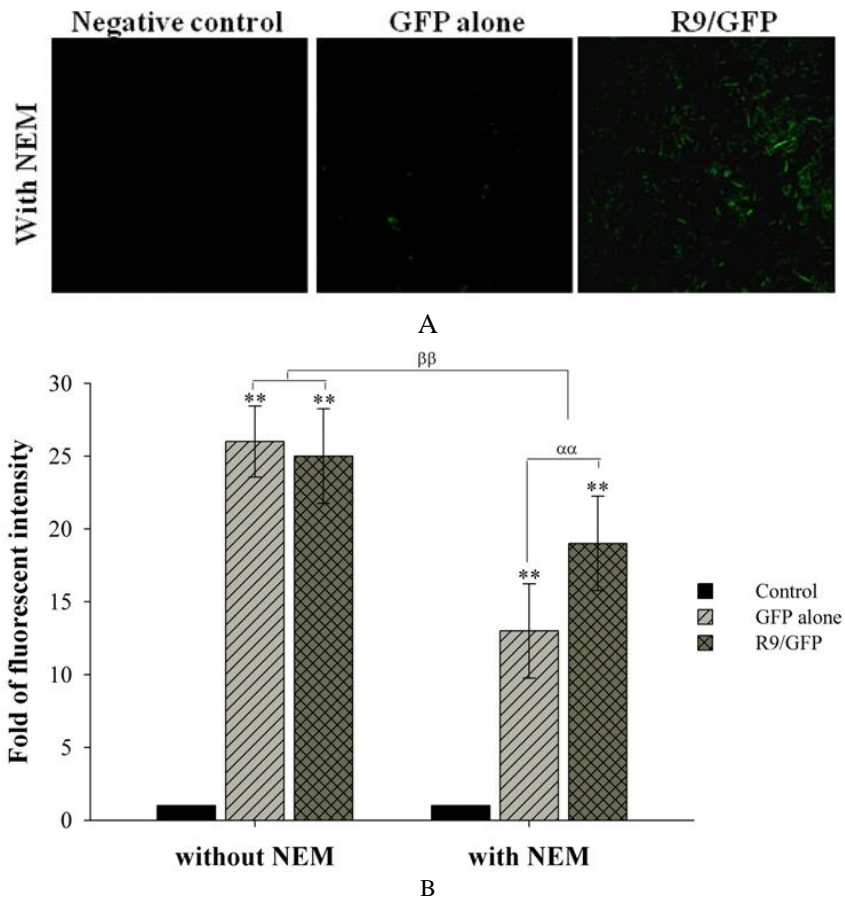 Negative control GFP alone R9/GFP
With NEM
A
ββ
30
** **
25
αα
**
20
**
15
10
5
0
Fold of fluorescent intensity
Control
GFP alone
R9/GFP
without NEM with NEM
B